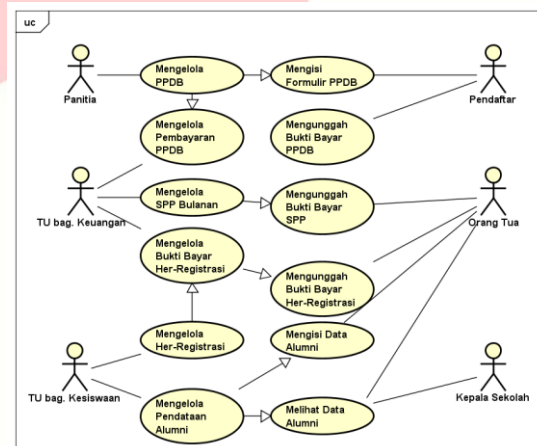 uc
Mengelola
PPDB
Mengisi
Formulir PPDB
Panitia
Pendaftar
Mengelola
Pembayaran
PPDB
Mengunggah
Bukti Bayar
PPDB
Mengelola
SPP Bulanan
Mengunggah
Bukti Bayar
SPP
TU bag. Keuangan
Orang Tua
Mengelola
Bukti Bayar
Her-Registrasi
Mengunggah
Bukti Bayar
Her-Registrasi
Mengelola
Her-Registrasi
Mengisi Data
Alumni
TU bag. Kesiswaan
Kepala Sekolah
Mengelola
Pendataan
Alumni
Melihat Data
Alumni